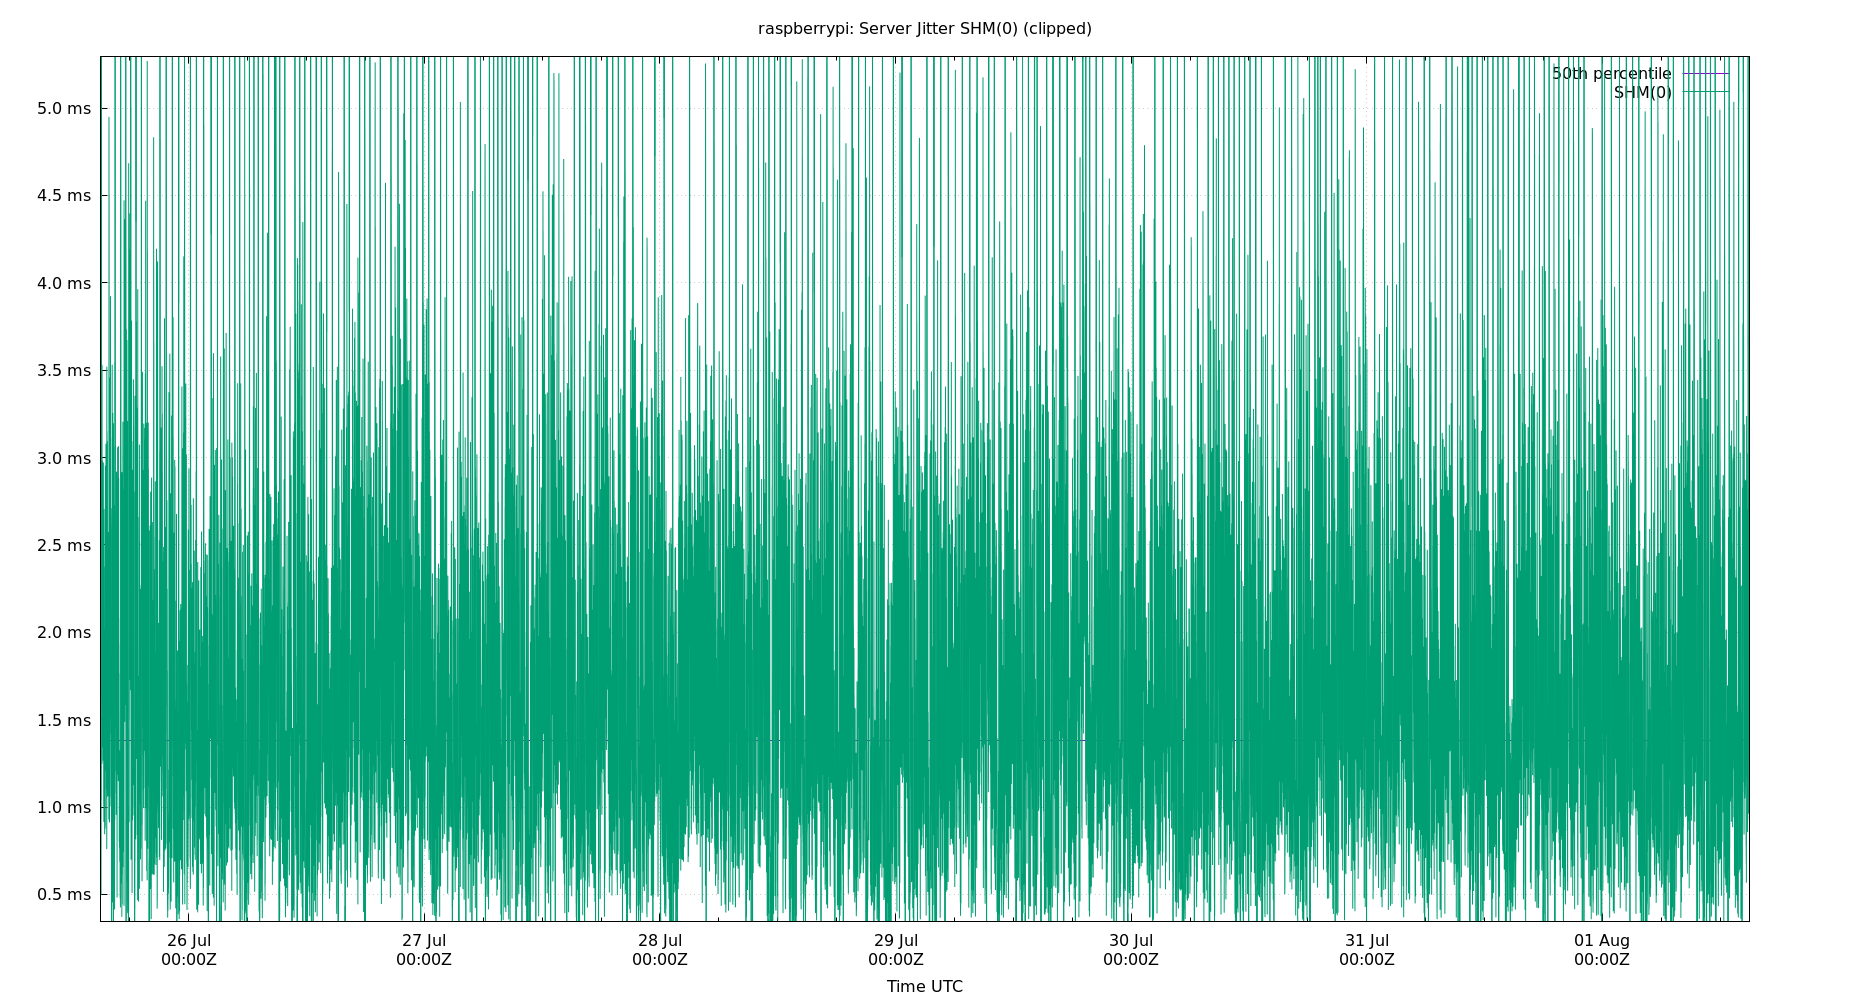 raspberrypi: Server Jitter SHM(0) (clipped)
50th percentile
SHM(0)
5.0 ms
4.5 ms
4.0 ms
3.5 ms
3.0 ms
2.5 ms
2.0 ms
1.5 ms
1.0 ms
0.5 ms
26 Jul 27 Jul 28 Jul 29 Jul 30 Jul 31 Jul 01 Aug
00:00Z 00:00Z 00:00Z 00:00Z 00:00Z 00:00Z 00:00Z
Time UTC